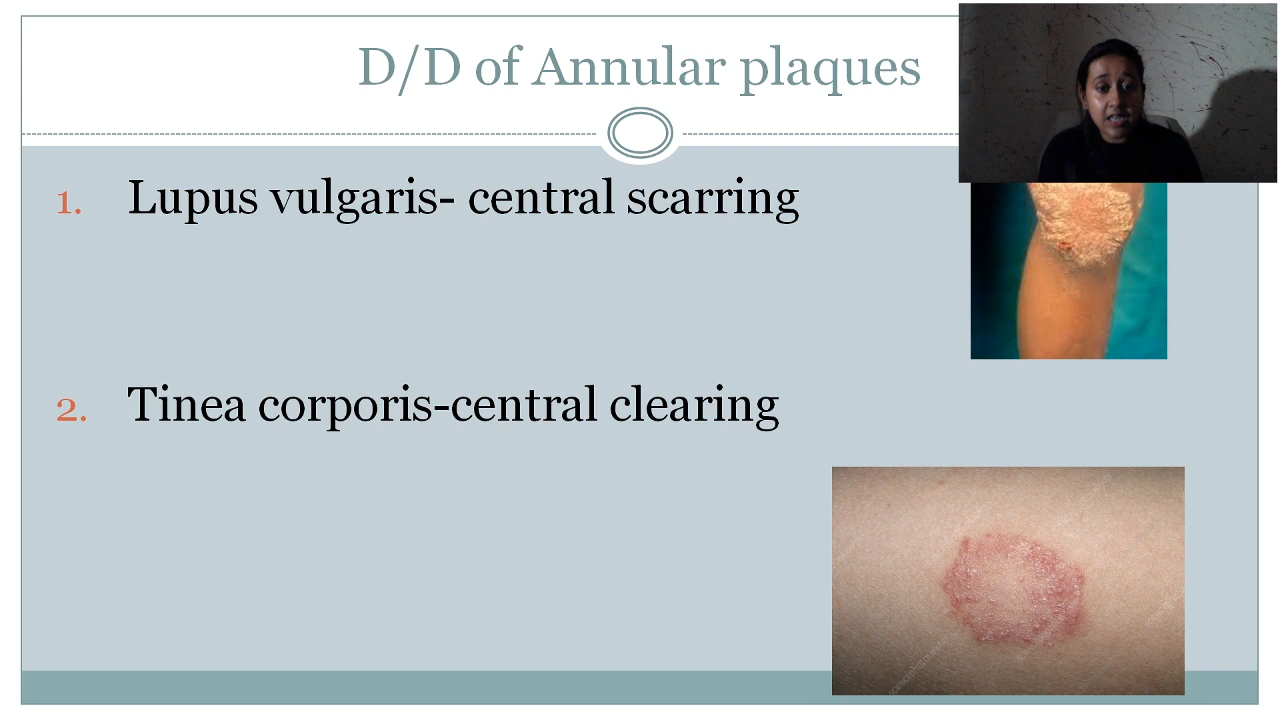 D/D of Annular plaques
1. Lupus vulgaris- central scarring
2. Tinea corporis-central clearing